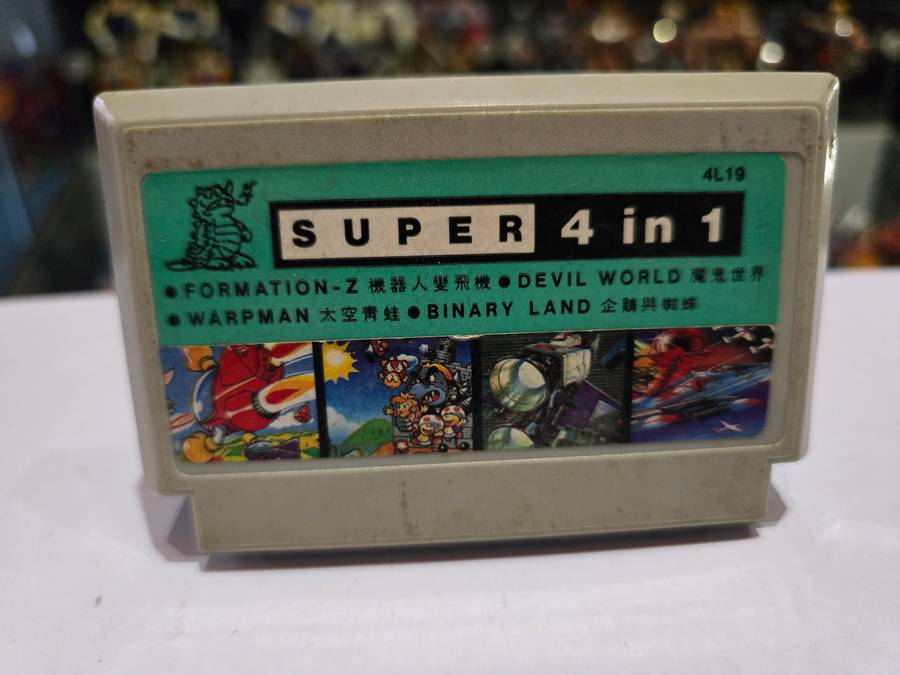 4L19
SUPER 4 in 1
●FORMATION-Z 機器人變飛機 ●DEVIL WORLD 魔鬼世界
●WARPMAN 太空青蛙 ●BINARY LAND 企鵝與蜘蛛